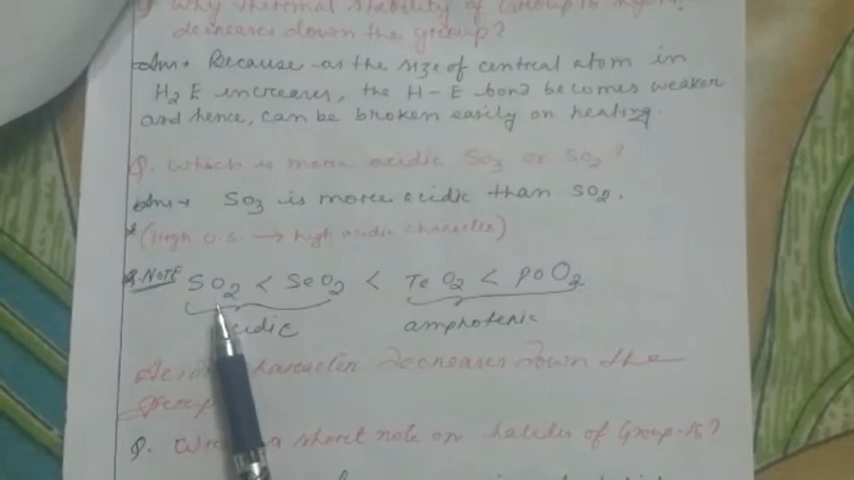 Why thermal stability of Group-16
decreases down the group?
Ans→ Because as the size of central atom in
H2E increases, the H-E bond becomes weaker
and hence, can be broken easily on heating.
Q. Which is more acidic SO3 or SO2?
Ans→ SO3 is more acidic than SO2.
*(High O.S. → high acidic character)
NOTE SO2 < SeO2 < TeO2 < PoO2
amphoteric
character decreases down the
group
Q. a short note on halides of Group-16?